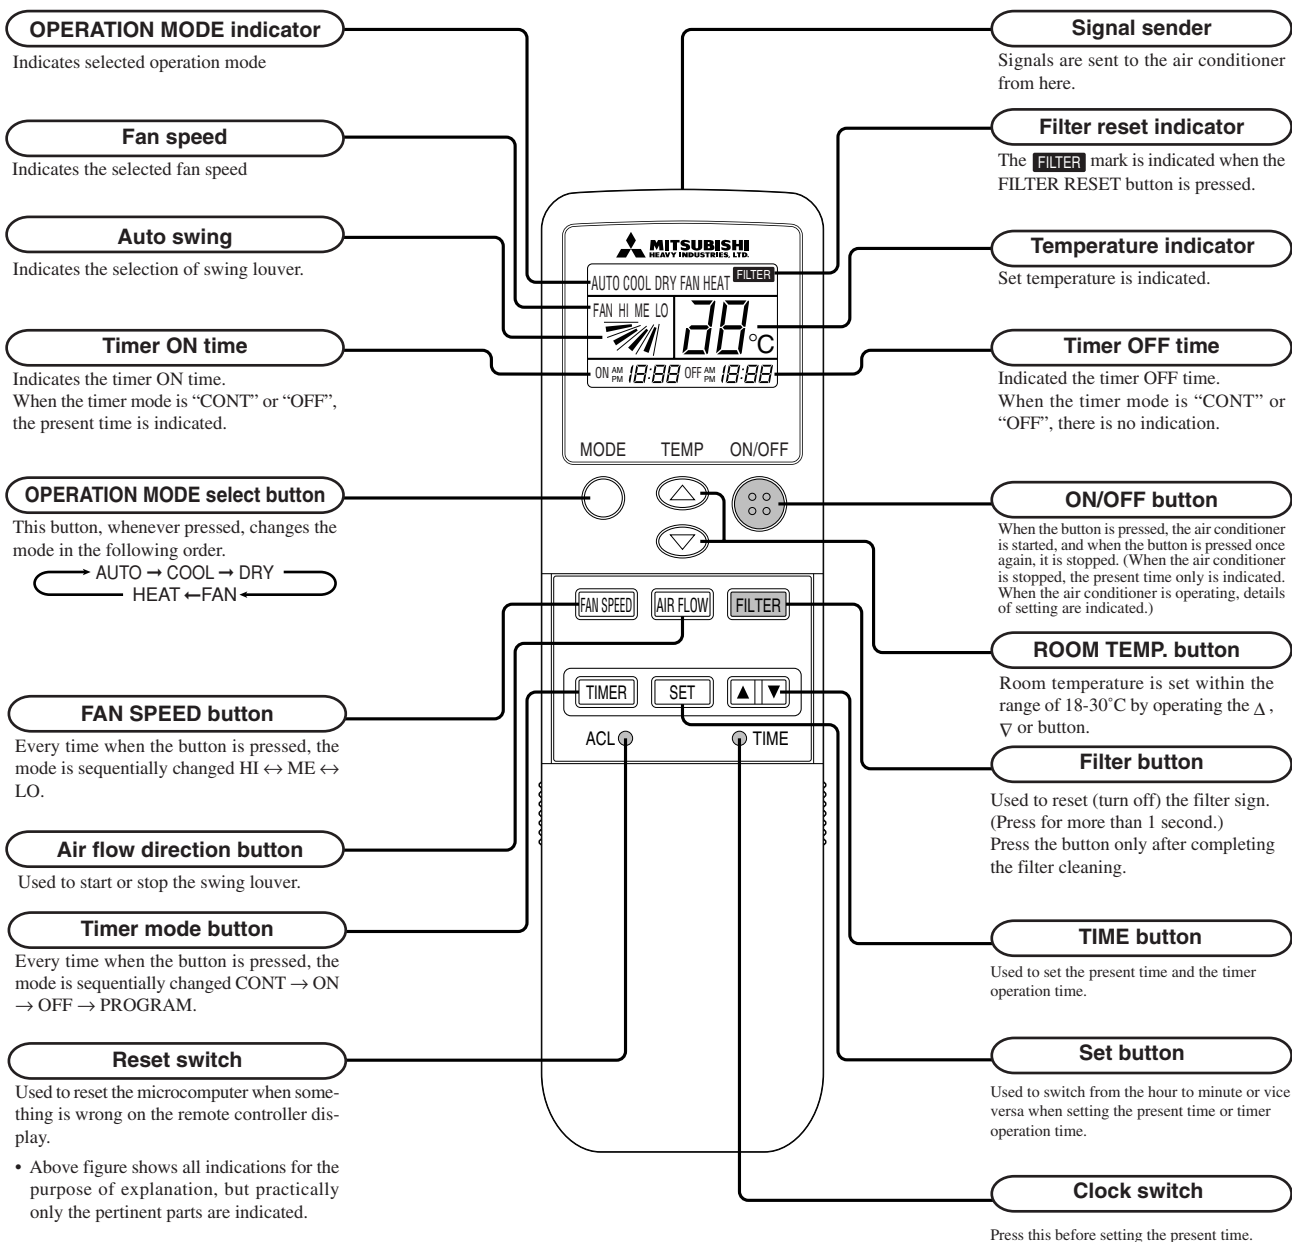 OPERATION MODE indicator
Indicates selected operation mode
Fan speed
Indicates the selected fan speed
Auto swing
Indicates the selection of swing louver.
Timer ON time
Indicates the timer ON time.
When the timer mode is “CONT” or “OFF”,
the present time is indicated.
OPERATION MODE select button
This button, whenever pressed, changes the
mode in the following order.
AUTO → COOL → DRY
HEAT ←FAN
FAN SPEED button
Every time when the button is pressed, the
mode is sequentially changed HI ↔ ME ↔
LO.
Air flow direction button
Used to start or stop the swing louver.
Timer mode button
Every time when the button is pressed, the
mode is sequentially changed CONT → ON
→ OFF → PROGRAM.
Reset switch
Used to reset the microcomputer when some-
thing is wrong on the remote controller dis-
play.
• Above figure shows all indications for the
purpose of explanation, but practically
only the pertinent parts are indicated.
MITSUBISHI
HEAVY INDUSTRIES, LTD.
AUTO COOL DRY FAN HEAT FILTER
FAN HI ME LO
38 °C
ON AM PM 18:88 OFF AM PM 18:88
MODE TEMP ON/OFF
△
▽
FAN SPEED AIR FLOW FILTER
TIMER SET ▲ ▼
ACL TIME
Signal sender
Signals are sent to the air conditioner
from here.
Filter reset indicator
The FILTER mark is indicated when the
FILTER RESET button is pressed.
Temperature indicator
Set temperature is indicated.
Timer OFF time
Indicated the timer OFF time.
When the timer mode is “CONT” or
“OFF”, there is no indication.
ON/OFF button
When the button is pressed, the air conditioner
is started, and when the button is pressed once
again, it is stopped. (When the air conditioner
is stopped, the present time only is indicated.
When the air conditioner is operating, details
of setting are indicated.)
ROOM TEMP. button
Room temperature is set within the
range of 18-30˚C by operating the △ ,
▽ or button.
Filter button
Used to reset (turn off) the filter sign.
(Press for more than 1 second.)
Press the button only after completing
the filter cleaning.
TIME button
Used to set the present time and the timer
operation time.
Set button
Used to switch from the hour to minute or vice
versa when setting the present time or timer
operation time.
Clock switch
Press this before setting the present time.